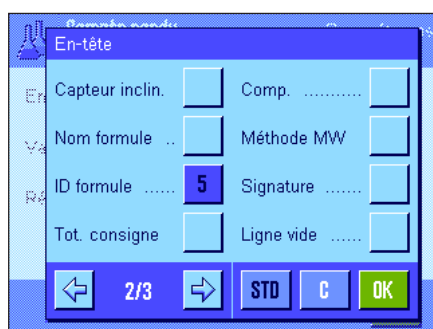 En-tête
Capteur inclin.
Comp. ...........
Nom formule ..
Méthode MW
ID formule ...... 5
Signature .......
Tot. consigne
Ligne vide ......
2/3
STD
C
OK